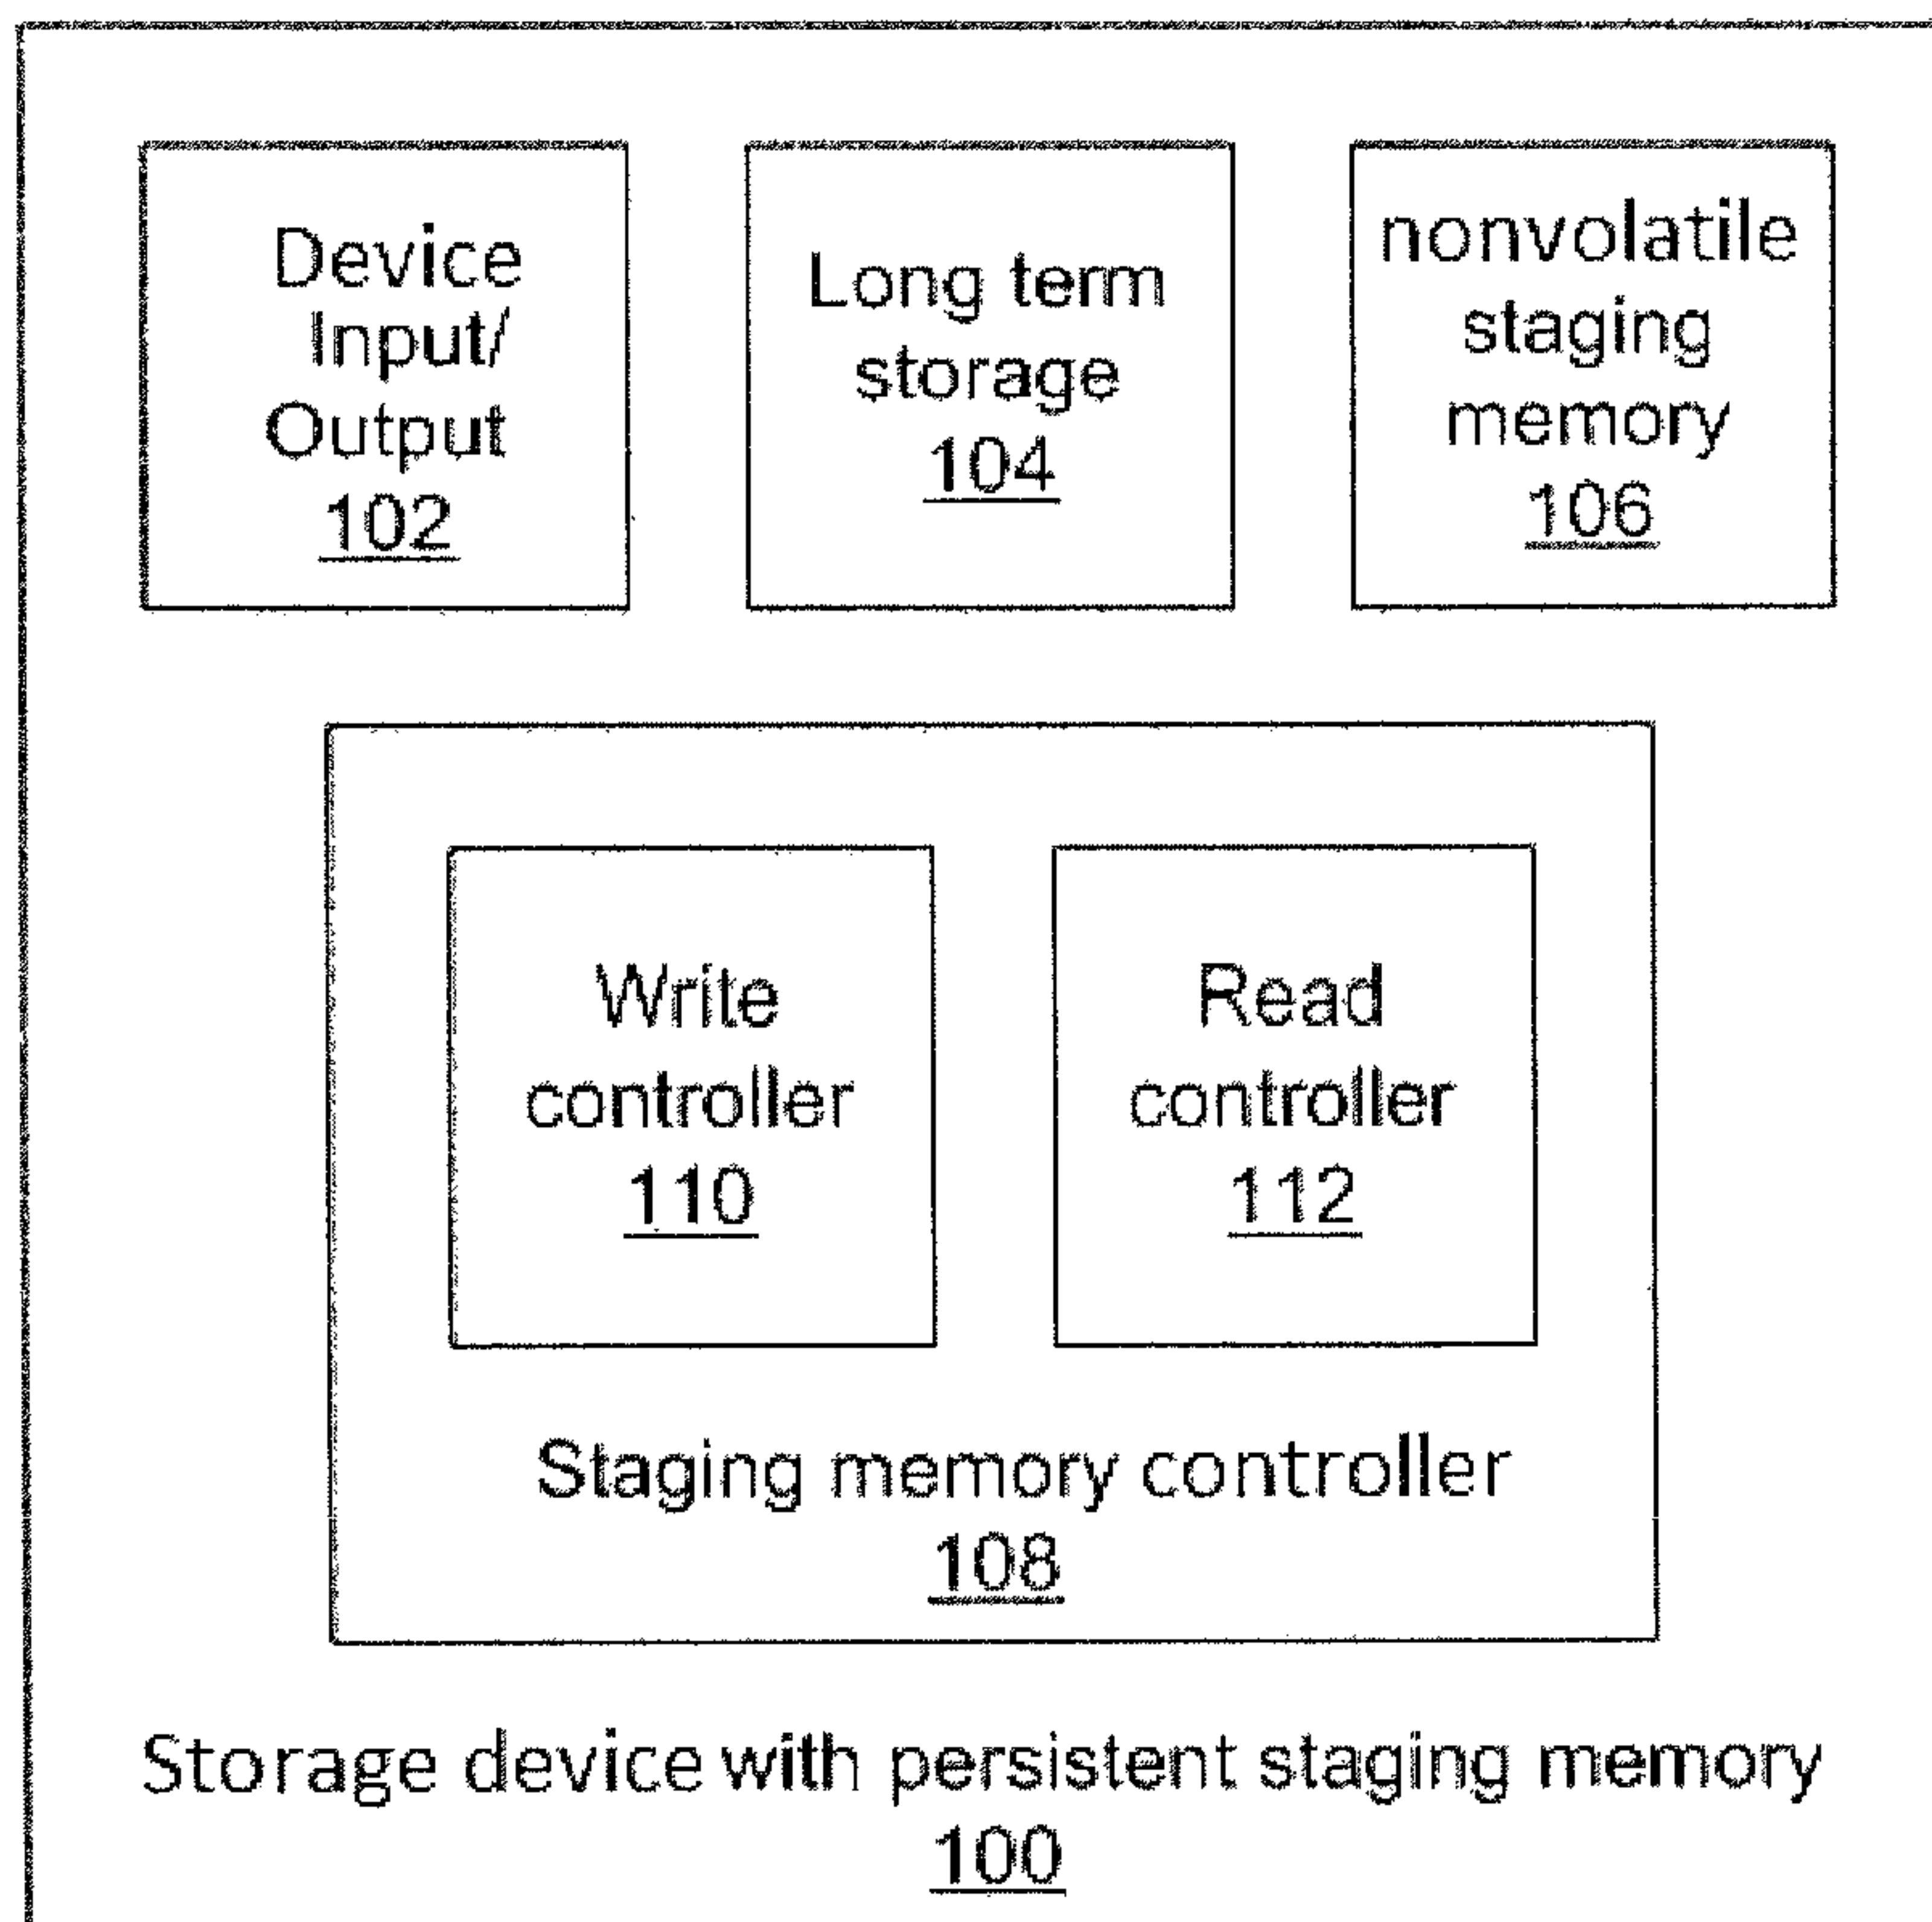 Device
Input/
Output
102
Long term
storage
104
nonvolatile
staging
memory
106
Write
controller
110
Read
controller
112
Staging memory controller
108
Storage device with persistent staging memory
100